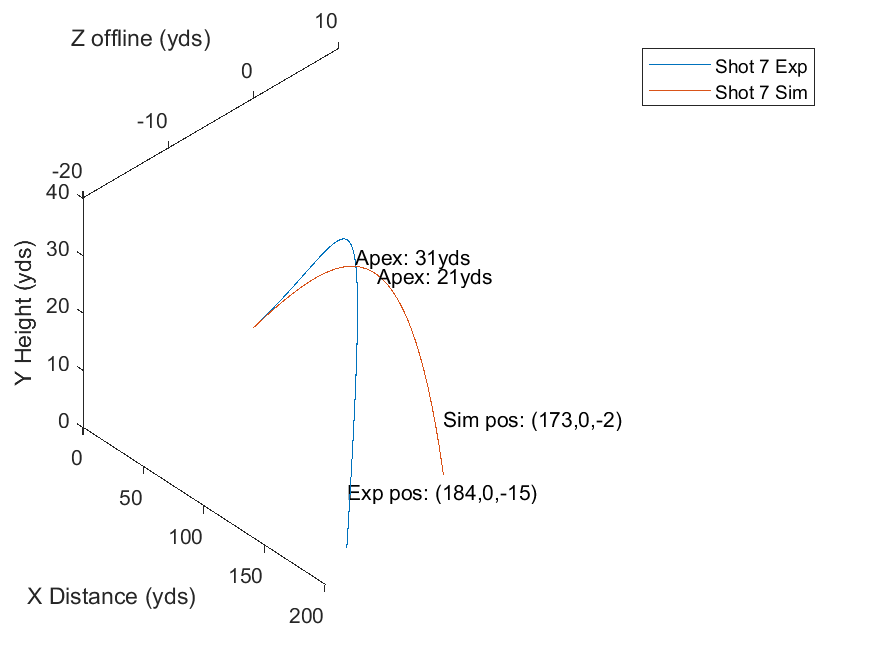 10
Z offline (yds)
0
-10
-20
Shot 7 Exp
Shot 7 Sim
40
30
20
10
0
Y Height (yds)
Apex: 31yds
Apex: 21yds
Sim pos: (173,0,-2)
Exp pos: (184,0,-15)
0
50
100
150
200
X Distance (yds)